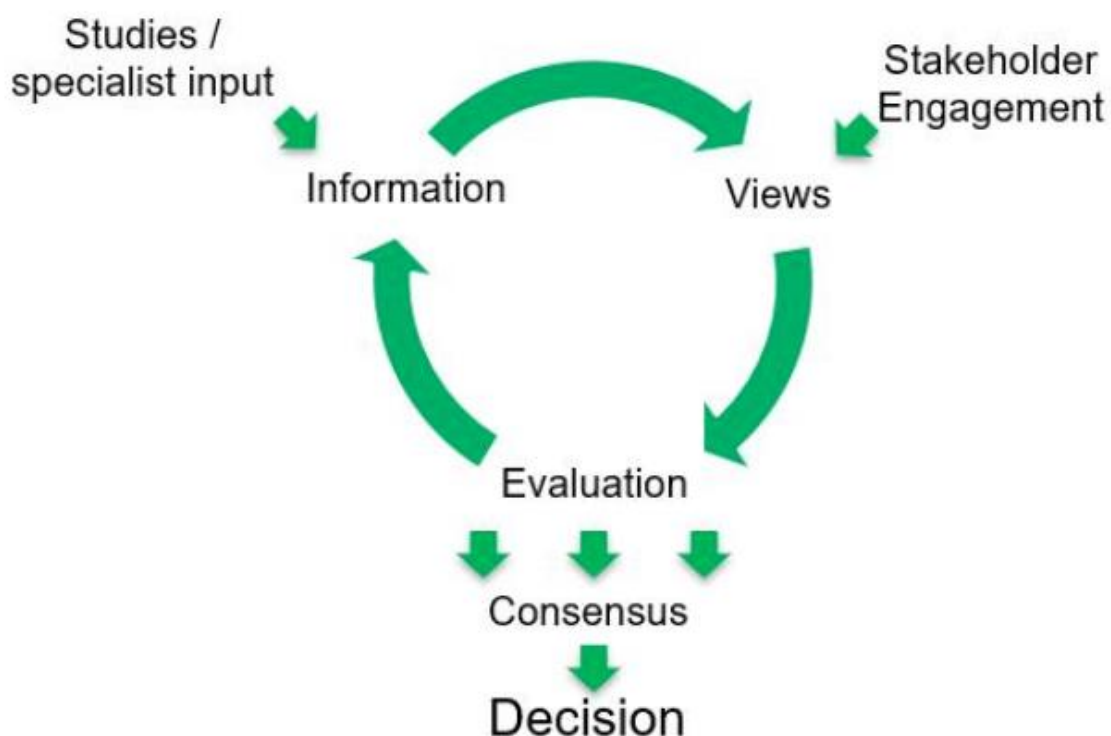 Studies /
specialist input
Stakeholder
Engagement
Information
Views
Evaluation
Consensus
Decision